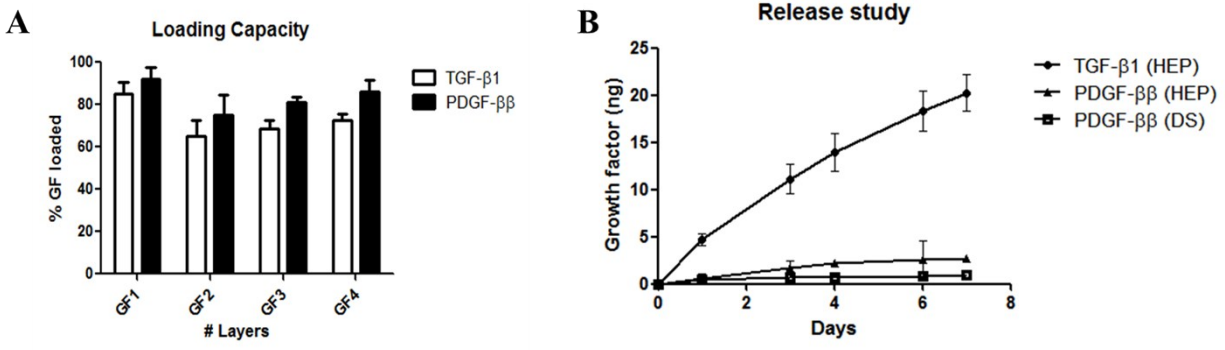 A
Loading Capacity
% GF loaded
100
80
60
40
20
0
GF1
GF2
GF3
GF4
# Layers
TGF-β1
PDGF-ββ
B
Release study
Growth factor (ng)
25
20
15
10
5
0
0 2 4 6 8
Days
TGF-β1 (HEP)
PDGF-ββ (HEP)
PDGF-ββ (DS)